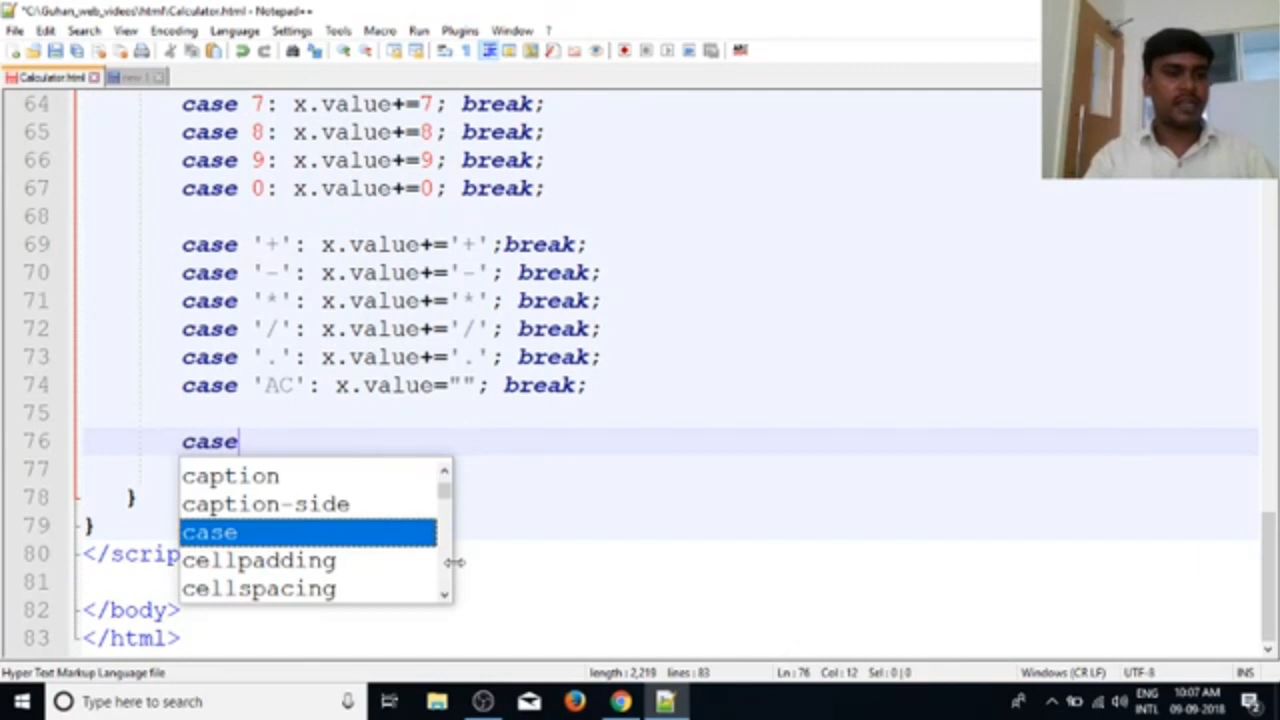 *C:\Guhan_web_videos\html\Calculator.html - Notepad++
File Edit Search View Encoding Language Settings Tools Macro Run Plugins Window ?
Calculator.html new 1
64 case 7: x.value+=7; break;
65 case 8: x.value+=8; break;
66 case 9: x.value+=9; break;
67 case 0: x.value+=0; break;
68
69 case '+': x.value+='+';break;
70 case '-': x.value+='-'; break;
71 case '*': x.value+='*'; break;
72 case '/': x.value+='/'; break;
73 case '.': x.value+='.'; break;
74 case 'AC': x.value=""; break;
75
76 case
77
caption
caption-side
case
cellpadding
cellspacing
78 }
79 }
80 </scrip
81
82 </body>
83 </html>
Hyper Text Markup Language file length : 2,219 lines : 83 Ln : 76 Col : 12 Sel : 0 | 0 Windows (CR LF) UTF-8 INS
Type here to search
ENG
INTL
10:07 AM
09-09-2018
2